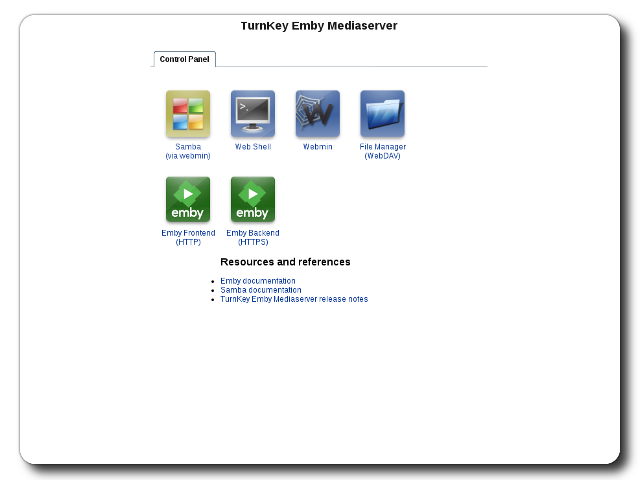 TurnKey Emby Mediaserver
Control Panel
Samba
(via webmin)
Web Shell
Webmin
File Manager
(WebDAV)
emby
emby
Emby Frontend
(HTTP)
Emby Backend
(HTTPS)
Resources and references
Emby documentation
Samba documentation
TurnKey Emby Mediaserver release notes